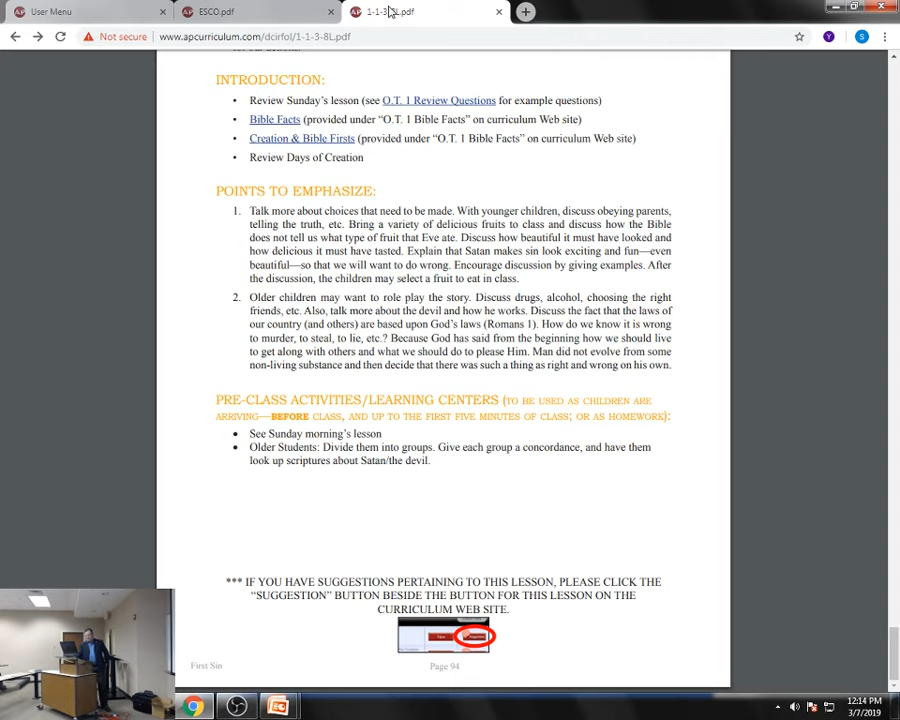 User Menu
ESCO.pdf
Not secure
www.apcurriculum.com/dcirfol/1-1-3-8L.pdf
INTRODUCTION:
• Review Sunday's lesson (see O.T. 1 Review Questions for example questions)
• Bible Facts (provided under “O.T. 1 Bible Facts” on curriculum Web site)
• Creation & Bible Firsts (provided under “O.T. 1 Bible Facts” on curriculum Web site)
• Review Days of Creation
POINTS TO EMPHASIZE:
1. Talk more about choices that need to be made. With younger children, discuss obeying parents,
telling the truth, etc. Bring a variety of delicious fruits to class and discuss how the Bible
does not tell us what type of fruit that Eve ate. Discuss how beautiful it must have looked and
how delicious it must have tasted. Explain that Satan makes sin look exciting and fun—even
beautiful—so that we will want to do wrong. Encourage discussion by giving examples. After
the discussion, the children may select a fruit to eat in class.
2. Older children may want to role play the story. Discuss drugs, alcohol, choosing the right
friends, etc. Also, talk more about the devil and how he works. Discuss the fact that the laws of
our country (and others) are based upon God's laws (Romans 1). How do we know it is wrong
to murder, to steal, to lie, etc.? Because God has said from the beginning how we should live
to get along with others and what we should do to please Him. Man did not evolve from some
non-living substance and then decide that there was such a thing as right and wrong on his own.
PRE-CLASS ACTIVITIES/LEARNING CENTERS (TO BE USED AS CHILDREN ARE
ARRIVING—BEFORE CLASS, AND UP TO THE FIRST FIVE MINUTES OF CLASS; OR AS HOMEWORK):
• See Sunday morning's lesson
• Older Students: Divide them into groups. Give each group a concordance, and have them
look up scriptures about Satan/the devil.
*** IF YOU HAVE SUGGESTIONS PERTAINING TO THIS LESSON, PLEASE CLICK THE
“SUGGESTION” BUTTON BESIDE THE BUTTON FOR THIS LESSON ON THE
CURRICULUM WEB SITE.
First Sin
Page 94
12:14 PM
3/7/2019